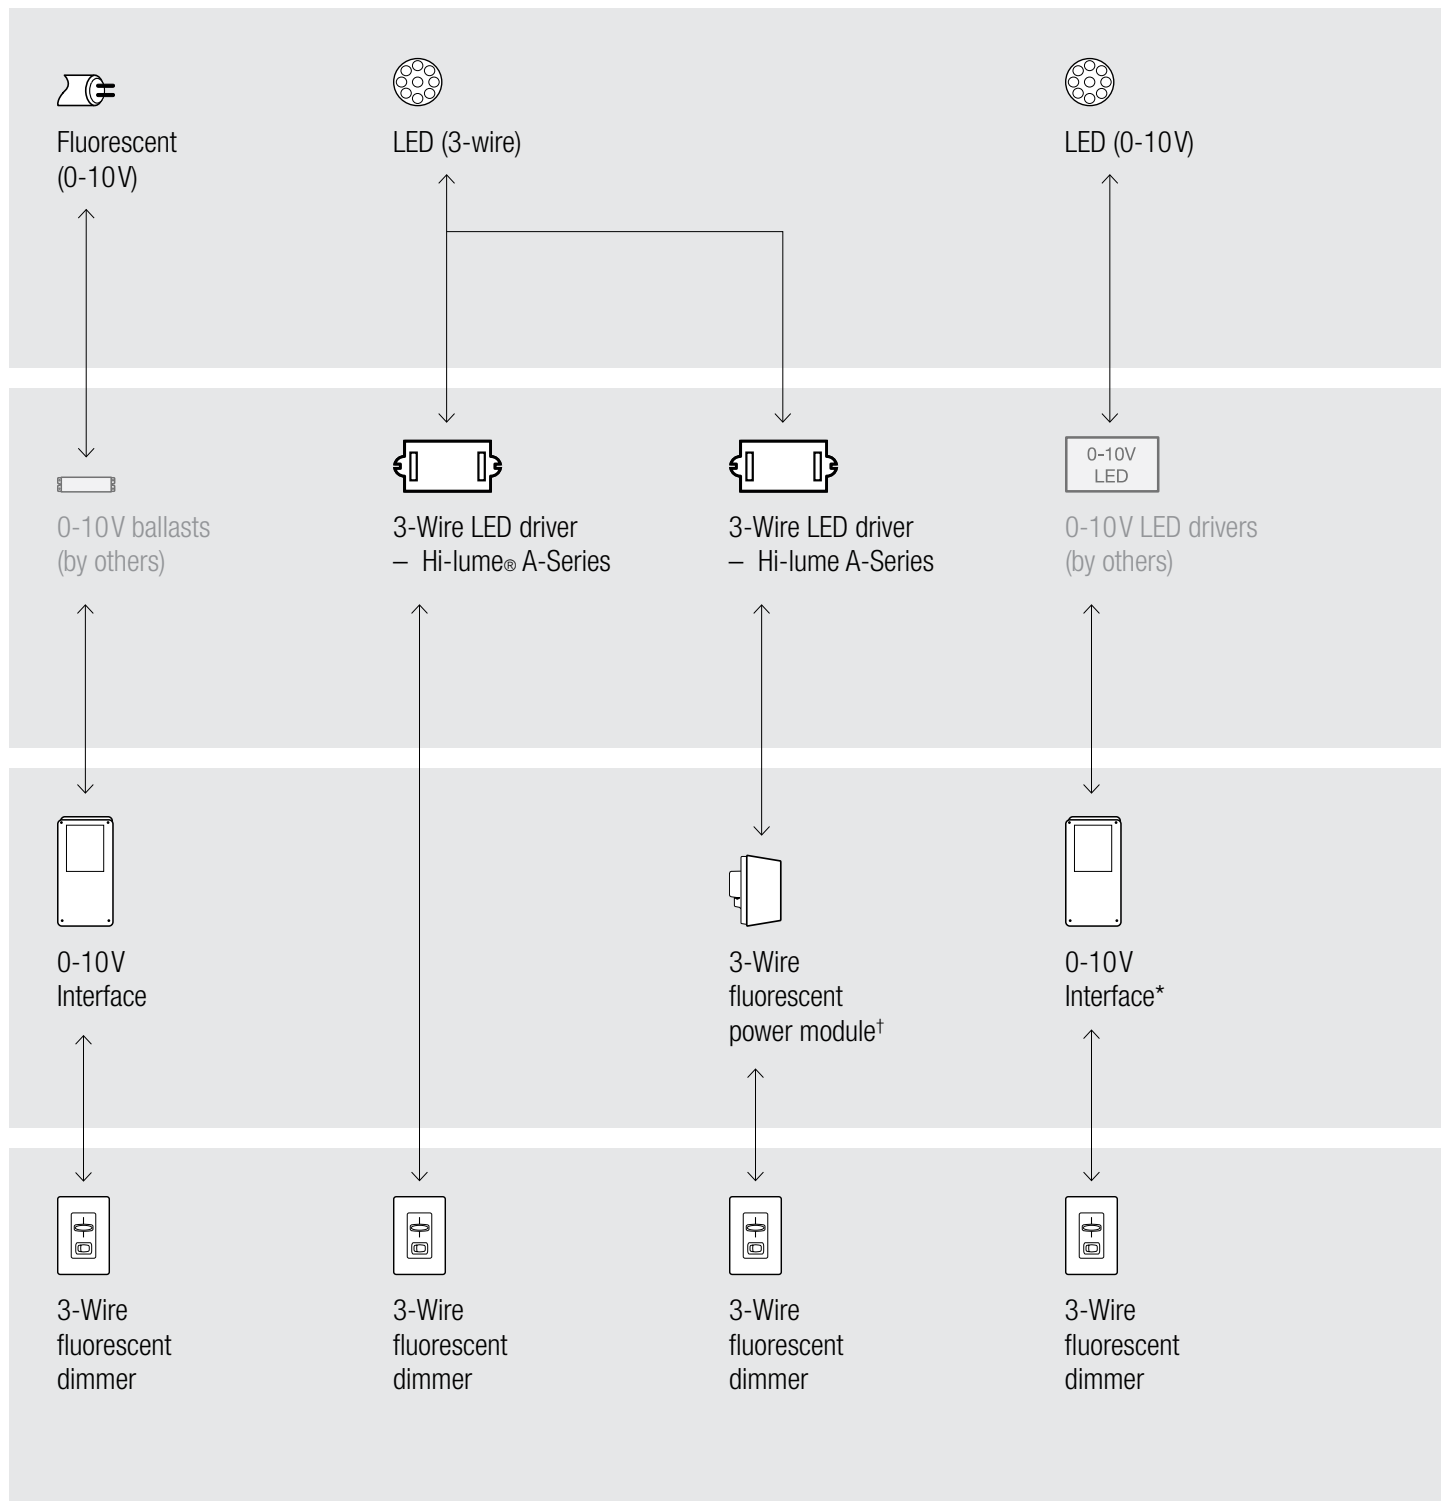 Fluorescent
(0-10V)
LED (3-wire)
LED (0-10V)
0-10V ballasts
(by others)
3-Wire LED driver
– Hi-lume® A-Series
3-Wire LED driver
– Hi-lume A-Series
0-10V
LED
0-10V LED drivers
(by others)
0-10V
Interface
3-Wire
fluorescent
power module†
0-10V
Interface*
3-Wire
fluorescent
dimmer
3-Wire
fluorescent
dimmer
3-Wire
fluorescent
dimmer
3-Wire
fluorescent
dimmer